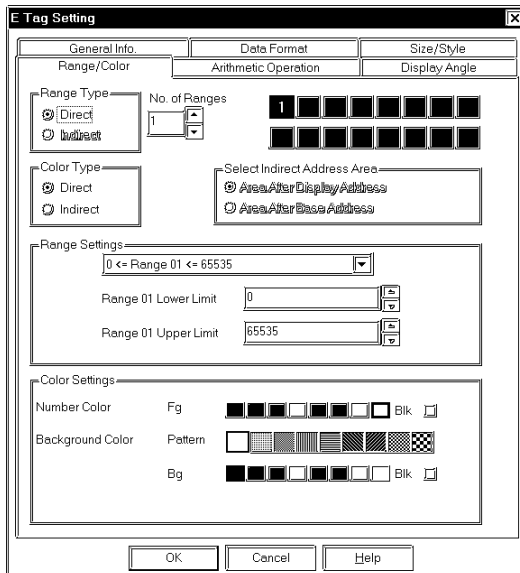 E Tag Setting
General Info. Data Format Size/Style
Range/Color Arithmetic Operation Display Angle
Range Type
Direct
Indirect
No. of Ranges
1
1
Color Type
Direct
Indirect
Select Indirect Address Area
Area After Display Address
Area After Base Address
Range Settings
0 <= Range 01 <= 65535
Range 01 Lower Limit 0
Range 01 Upper Limit 65535
Color Settings
Number Color Fg Blk
Background Color Pattern
Bg Blk
OK Cancel Help